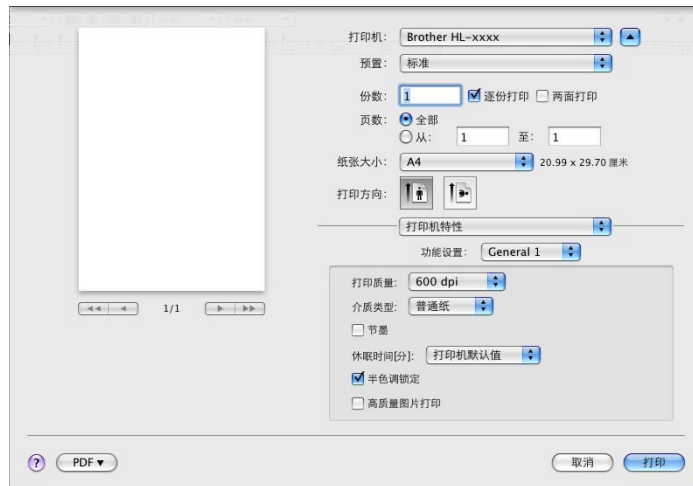 打印机: Brother HL-xxxx
预置: 标准
份数: 1 逐份打印 两面打印
页数: 全部
从: 1 至: 1
纸张大小: A4 20.99 x 29.70 厘米
打印方向:
打印机特性
功能设置: General 1
打印质量: 600 dpi
介质类型: 普通纸
节墨
休眠时间[分]: 打印机默认值
半色调锁定
高质量图片打印
1/1
? PDF▼ 取消 打印